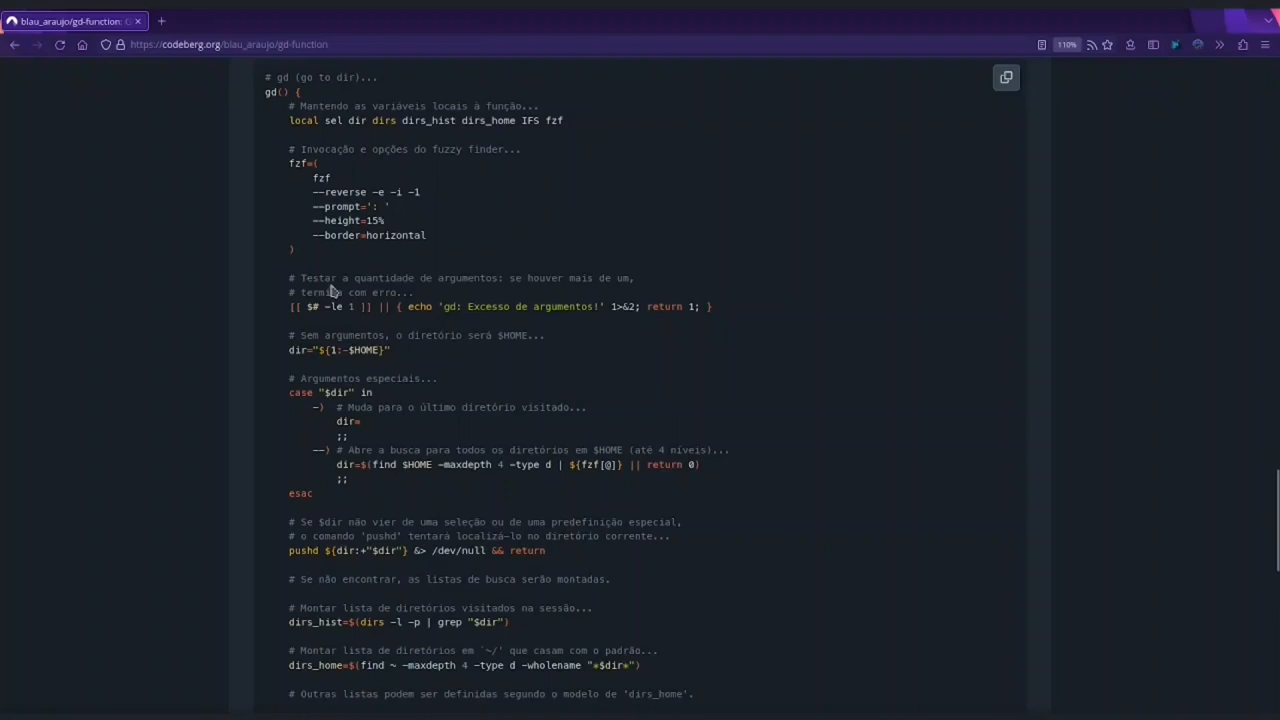 blau_araujo/gd-function:
https://codeberg.org/blau_araujo/gd-function
110%
# gd (go to dir)...
gd() {
    # Mantendo as variáveis locais à função...
    local sel dir dirs dirs_hist dirs_home IFS fzf
    # Invocação e opções do fuzzy finder...
    fzf=(
        fzf
        --reverse -e -i -1
        --prompt=': '
        --height=15%
        --border=horizontal
    )
    # Testar a quantidade de argumentos: se houver mais de um,
    # termina com erro...
    [[ $# -le 1 ]] || { echo 'gd: Excesso de argumentos!' 1>&2; return 1; }
    # Sem argumentos, o diretório será $HOME...
    dir="${1:-$HOME}"
    # Argumentos especiais...
    case "$dir" in
        -)  # Muda para o último diretório visitado...
            dir=
            ;;
        --) # Abre a busca para todos os diretórios em $HOME (até 4 níveis)...
            dir=$(find $HOME -maxdepth 4 -type d | ${fzf[@]} || return 0)
            ;;
    esac
    # Se $dir não vier de uma seleção ou de uma predefinição especial,
    # o comando 'pushd' tentará localizá-lo no diretório corrente...
    pushd ${dir:+"$dir"} &> /dev/null && return
    # Se não encontrar, as listas de busca serão montadas.
    # Montar lista de diretórios visitados na sessão...
    dirs_hist=$(dirs -l -p | grep "$dir")
    # Montar lista de diretórios em `~/' que casam com o padrão...
    dirs_home=$(find ~ -maxdepth 4 -type d -wholename "*$dir*")
    # Outras listas podem ser definidas segundo o modelo de 'dirs_home'.